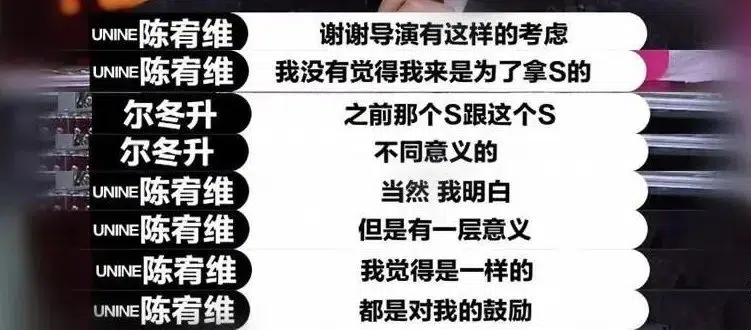 UNINE陈宥维 谢谢导演有这样的考虑
UNINE陈宥维 我没有觉得我来是为了拿S的
尔冬升 之前那个S跟这个S
尔冬升 不同意义的
UNINE陈宥维 当然 我明白
UNINE陈宥维 但是有一层意义
UNINE陈宥维 我觉得是一样的
UNINE陈宥维 都是对我的鼓励